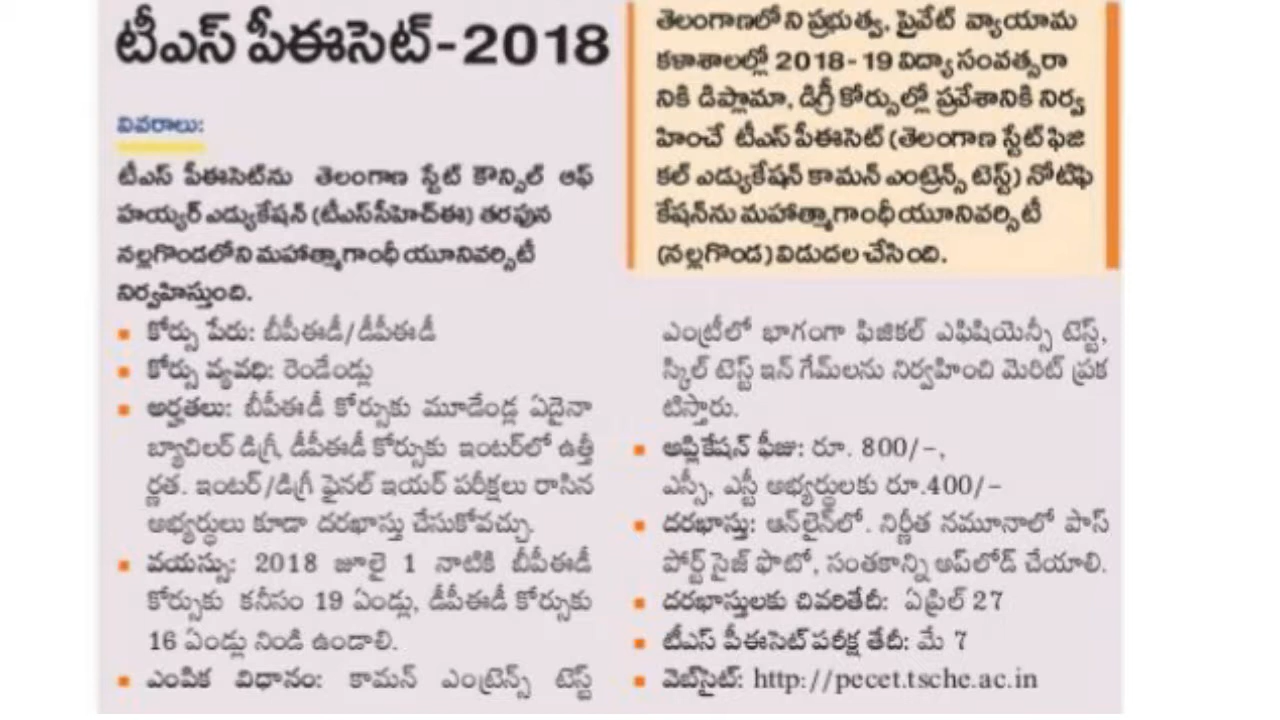 టీఎస్ పీఈసెట్-2018
తెలంగాణలోని ప్రభుత్వ, ప్రైవేట్ వ్యాయామ
కళాశాలల్లో 2018-19 విద్యాసంవత్సరా
నికి డిప్లొమా, డిగ్రీ కోర్సుల్లో ప్రవేశానికి నిర్వ
హించే టీఎస్ పీఈసెట్ (తెలంగాణ స్టేట్ ఫిజి
కల్ ఎడ్యుకేషన్ కామన్ ఎంట్రెన్స్ టెస్ట్) నోటిఫి
కేషన్‌ను మహాత్మాగాంధీ యూనివర్సిటీ
(నల్లగొండ) విడుదల చేసింది.
వివరాలు:
టీఎస్ పీఈసెట్‌ను తెలంగాణ స్టేట్ కౌన్సిల్ ఆఫ్
హయ్యర్ ఎడ్యుకేషన్ (టీఎస్‌సీహెచ్ఈ) తరపున
నల్లగొండలోని మహాత్మాగాంధీ యూనివర్సిటీ
నిర్వహిస్తుంది.
▪ కోర్సు పేరు: బీపీఈడీ/డీపీఈడీ
▪ కోర్సు వ్యవధి: రెండేండ్లు
▪ అర్హతలు: బీపీఈడీ కోర్సుకు మూడేండ్ల ఏదైనా
బ్యాచిలర్ డిగ్రీ, డీపీఈడీ కోర్సుకు ఇంటర్‌లో ఉత్తీ
ర్ణత. ఇంటర్/డిగ్రీ ఫైనల్ ఇయర్ పరీక్షలు రాసిన
అభ్యర్థులు కూడా దరఖాస్తు చేసుకోవచ్చు.
▪ వయస్సు: 2018 జూలై 1 నాటికి బీపీఈడీ
కోర్సుకు కనీసం 19 ఏండ్లు, డీపీఈడీ కోర్సుకు
16 ఏండ్లు నిండి ఉండాలి.
▪ ఎంపిక విధానం: కామన్ ఎంట్రెన్స్ టెస్ట్
ఎంట్రీలో భాగంగా ఫిజికల్ ఎఫిషియెన్సీ టెస్ట్,
స్కిల్ టెస్ట్ ఇన్ గేమ్‌లను నిర్వహించి మెరిట్ ప్రక
టిస్తారు.
▪ అప్లికేషన్ ఫీజు: రూ. 800/-,
ఎస్సీ, ఎస్టీ అభ్యర్థులకు రూ.400/-
▪ దరఖాస్తు: ఆన్‌లైన్‌లో. నిర్ణీత నమూనాలో పాస్
పోర్ట్ సైజ్ ఫొటో, సంతకాన్ని అప్‌లోడ్ చేయాలి.
▪ దరఖాస్తులకు చివరితేదీ: ఏప్రిల్ 27
▪ టీఎస్ పీఈసెట్ పరీక్ష తేదీ: మే 7
▪ వెబ్‌సైట్: http://pecet.tsche.ac.in